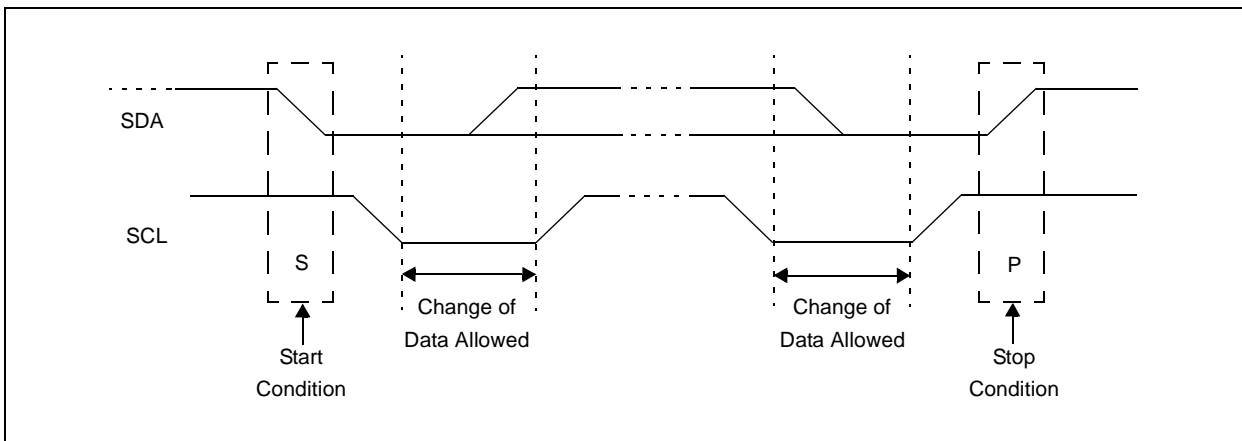 SDA
SCL
S
P
Change of
Data Allowed
Change of
Data Allowed
Start
Condition
Stop
Condition